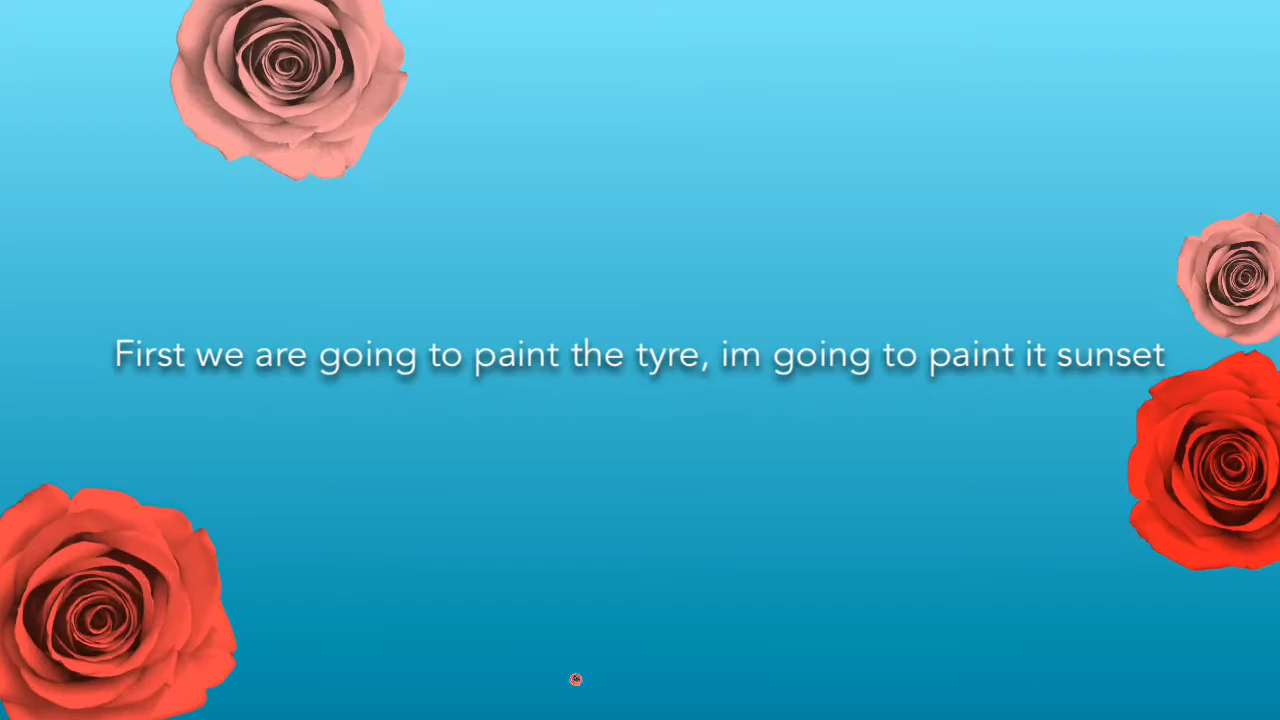 First we are going to paint the tyre, im going to paint it sunset